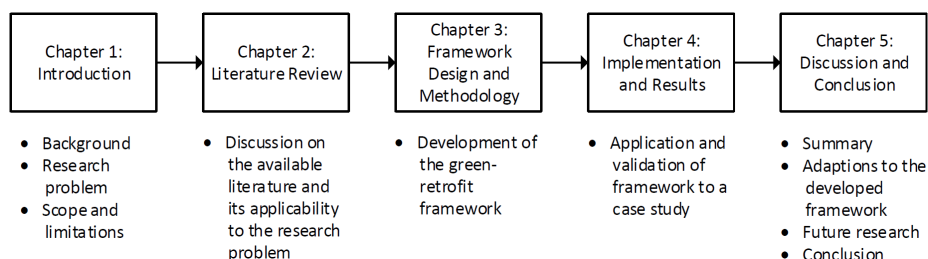 Chapter 1:
Introduction
Chapter 2:
Literature Review
Chapter 3:
Framework
Design and
Methodology
Chapter 4:
Implementation
and Results
Chapter 5:
Discussion and
Conclusion
• Background
• Research
problem
• Scope and
limitations
• Discussion on
the available
literature and
its applicability
to the research
problem
• Development of
the green-
retrofit
framework
• Application and
validation of
framework to a
case study
• Summary
• Adaptions to the
developed
framework
• Future research
• Conclusion